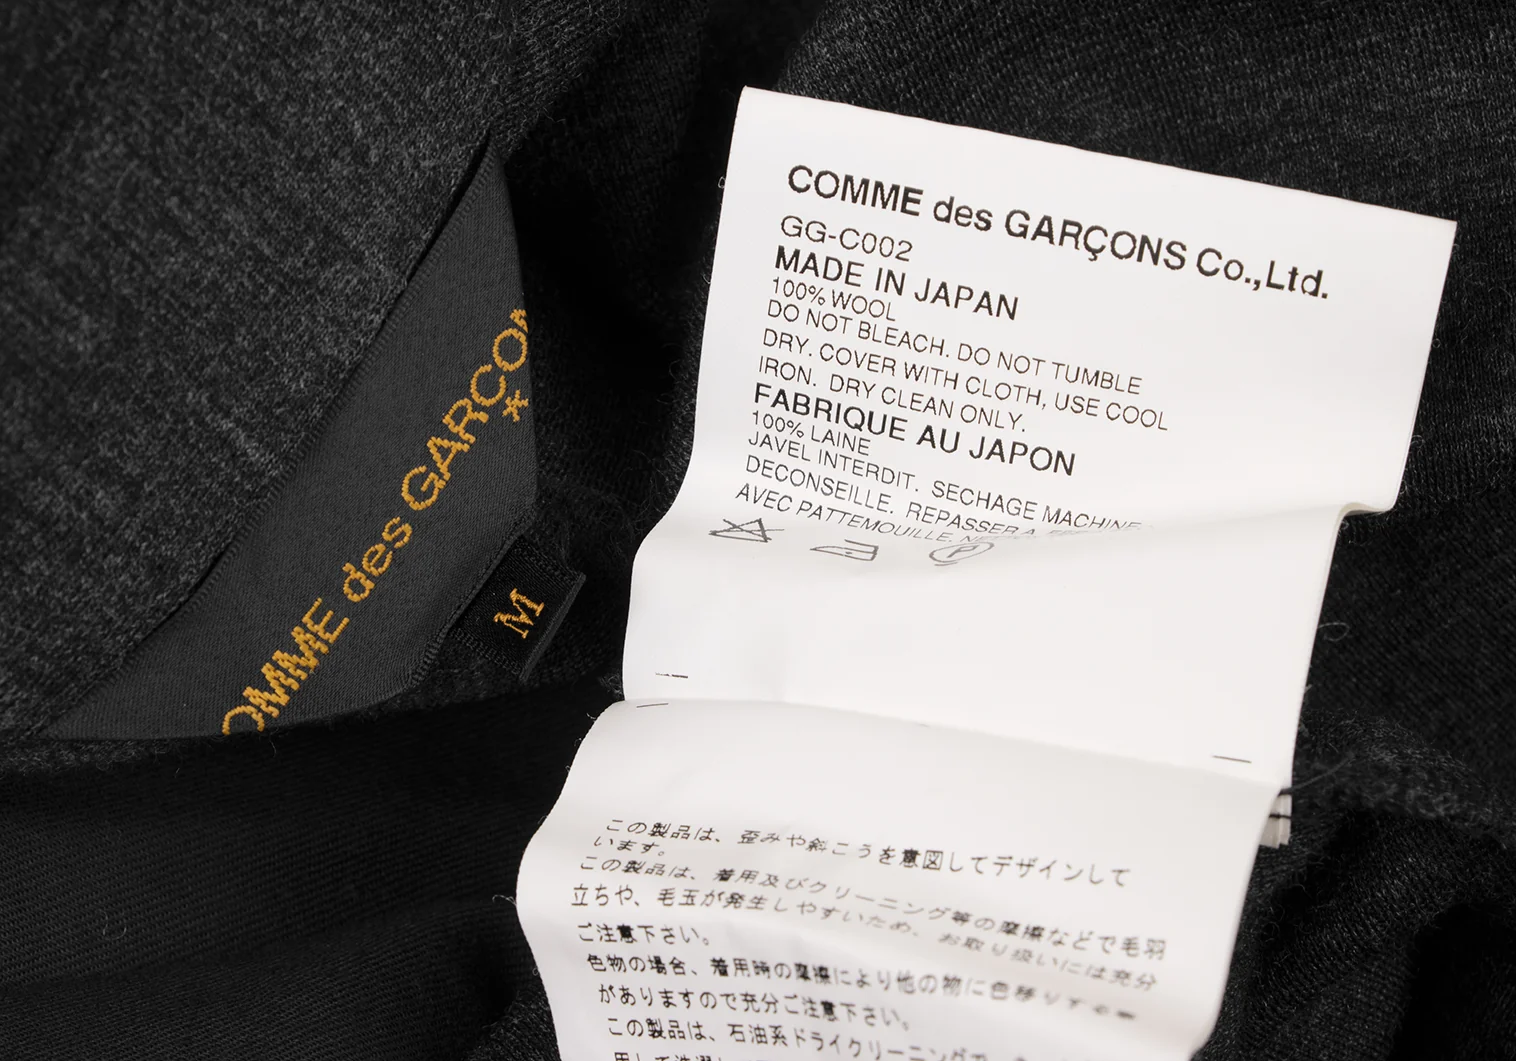 OMME des GARCO
*
M
COMME des GARÇONS Co.,Ltd.
GG-C002
MADE IN JAPAN
100% WOOL
DO NOT BLEACH. DO NOT TUMBLE
DRY. COVER WITH CLOTH, USE COOL
IRON. DRY CLEAN ONLY.
FABRIQUE AU JAPON
100% LAINE
JAVEL INTERDIT. SECHAGE MACHINE
DECONSEILLE. REPASSER A
AVEC PATTEMOUILLE.
P
この製品は、歪みや斜こうを意図してデザインして
います。
この製品は、着用及びクリーニング等の摩擦などで毛羽
立ちや、毛玉が発生しやすいため、お取り扱いには充分
ご注意下さい。
色物の場合、着用時の摩擦により他の物に色移りする
がありますので充分ご注意下さい。
この製品は、石油系ドライクリーニングで、